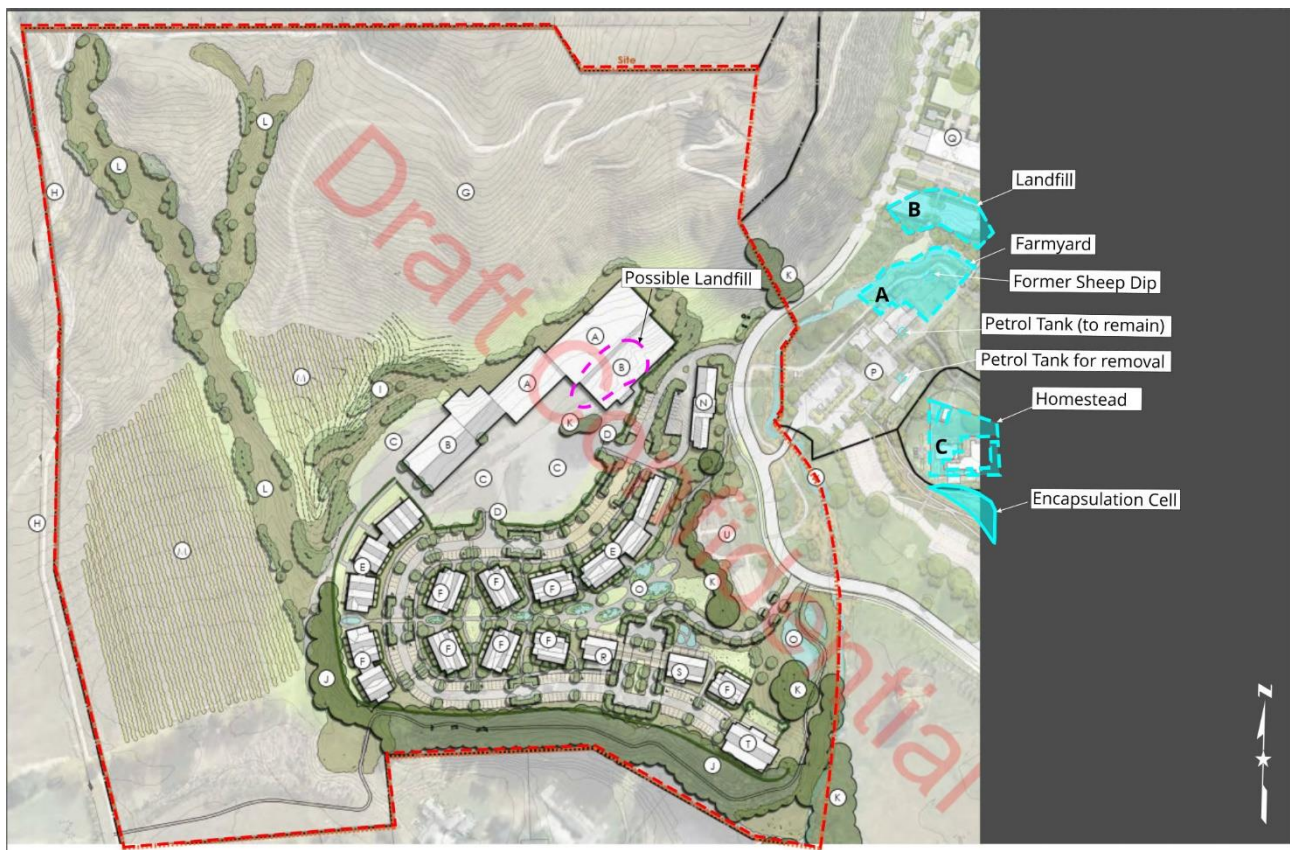 Site
L
Q
L
H
G
Landfill
B
Farmyard
K
Possible Landfill
Former Sheep Dip
A
Petrol Tank (to remain)
A
Petrol Tank for removal
B
P
M
A
I
Homestead
N
K
D
C
B
C
C
C
L
Encapsulation Cell
D
H
U
M
E
E
K
F
F
F
F
O
O
F
F
F
R
F
S
J
F
K
T
J
K
N
Draft Confidential